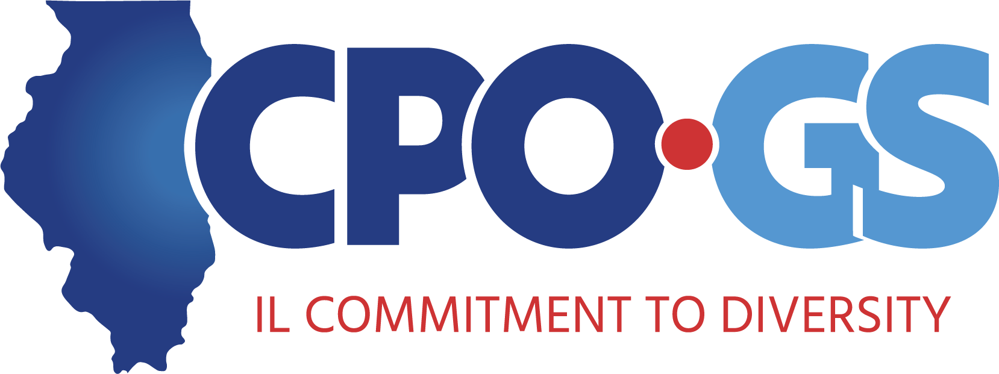 CPO•GS
IL COMMITMENT TO DIVERSITY